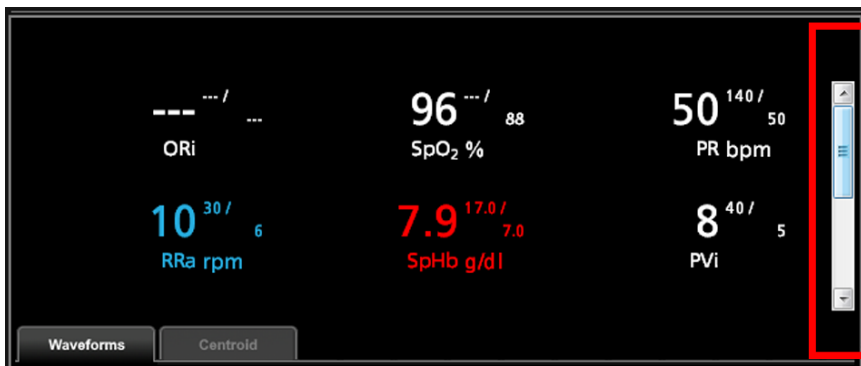 --- --- / ---
ORi
96 --- / 88
SpO₂ %
50 140 / 50
PR bpm
10 30 / 6
RRa rpm
7.9 17.0 / 7.0
SpHb g/dl
8 40 / 5
PVi
Waveforms
Centroid